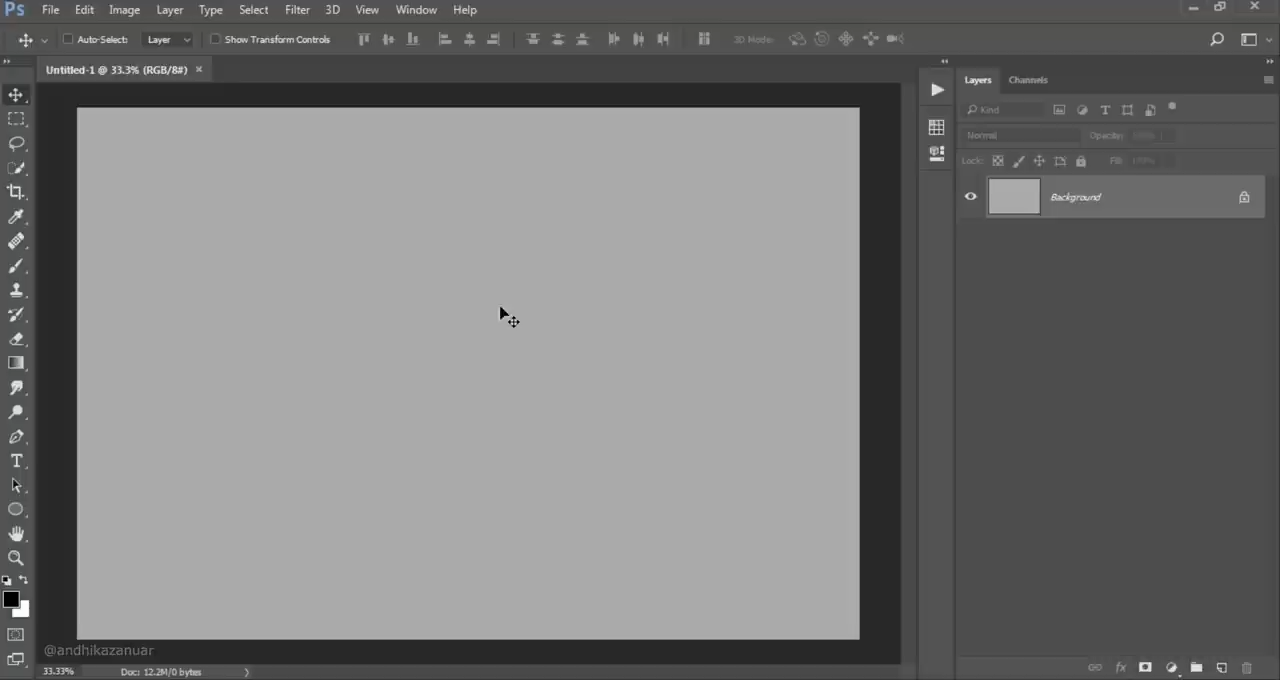 Ps File Edit Image Layer Type Select Filter 3D View Window Help
Auto-Select: Layer Show Transform Controls 3D Mode:
Untitled-1 @ 33.3% (RGB/8#) ×
Layers Channels
Kind
Normal Opacity: 100%
Lock: Fill: 100%
Background
@andhikazanuar
33.33% Doc: 12.2M/0 bytes